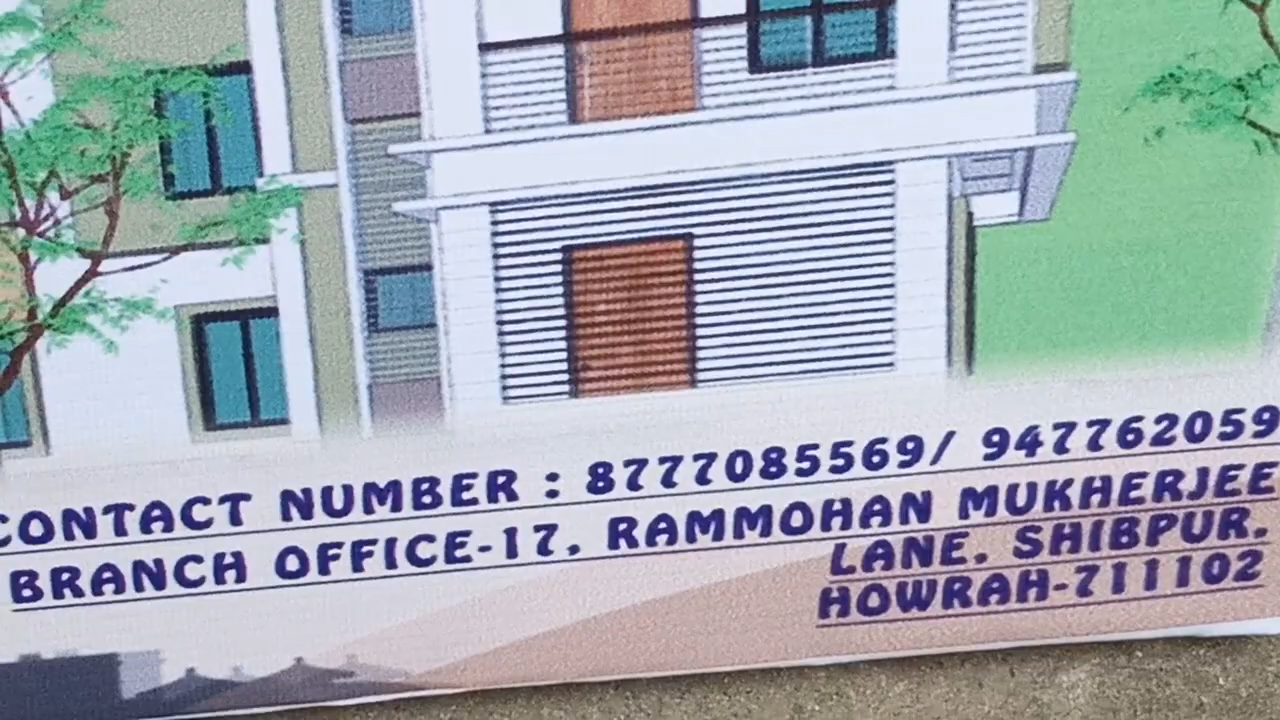 CONTACT NUMBER : 8777085569/ 947762059
BRANCH OFFICE-17, RAMMOHAN MUKHERJEE
LANE, SHIBPUR,
HOWRAH-711102